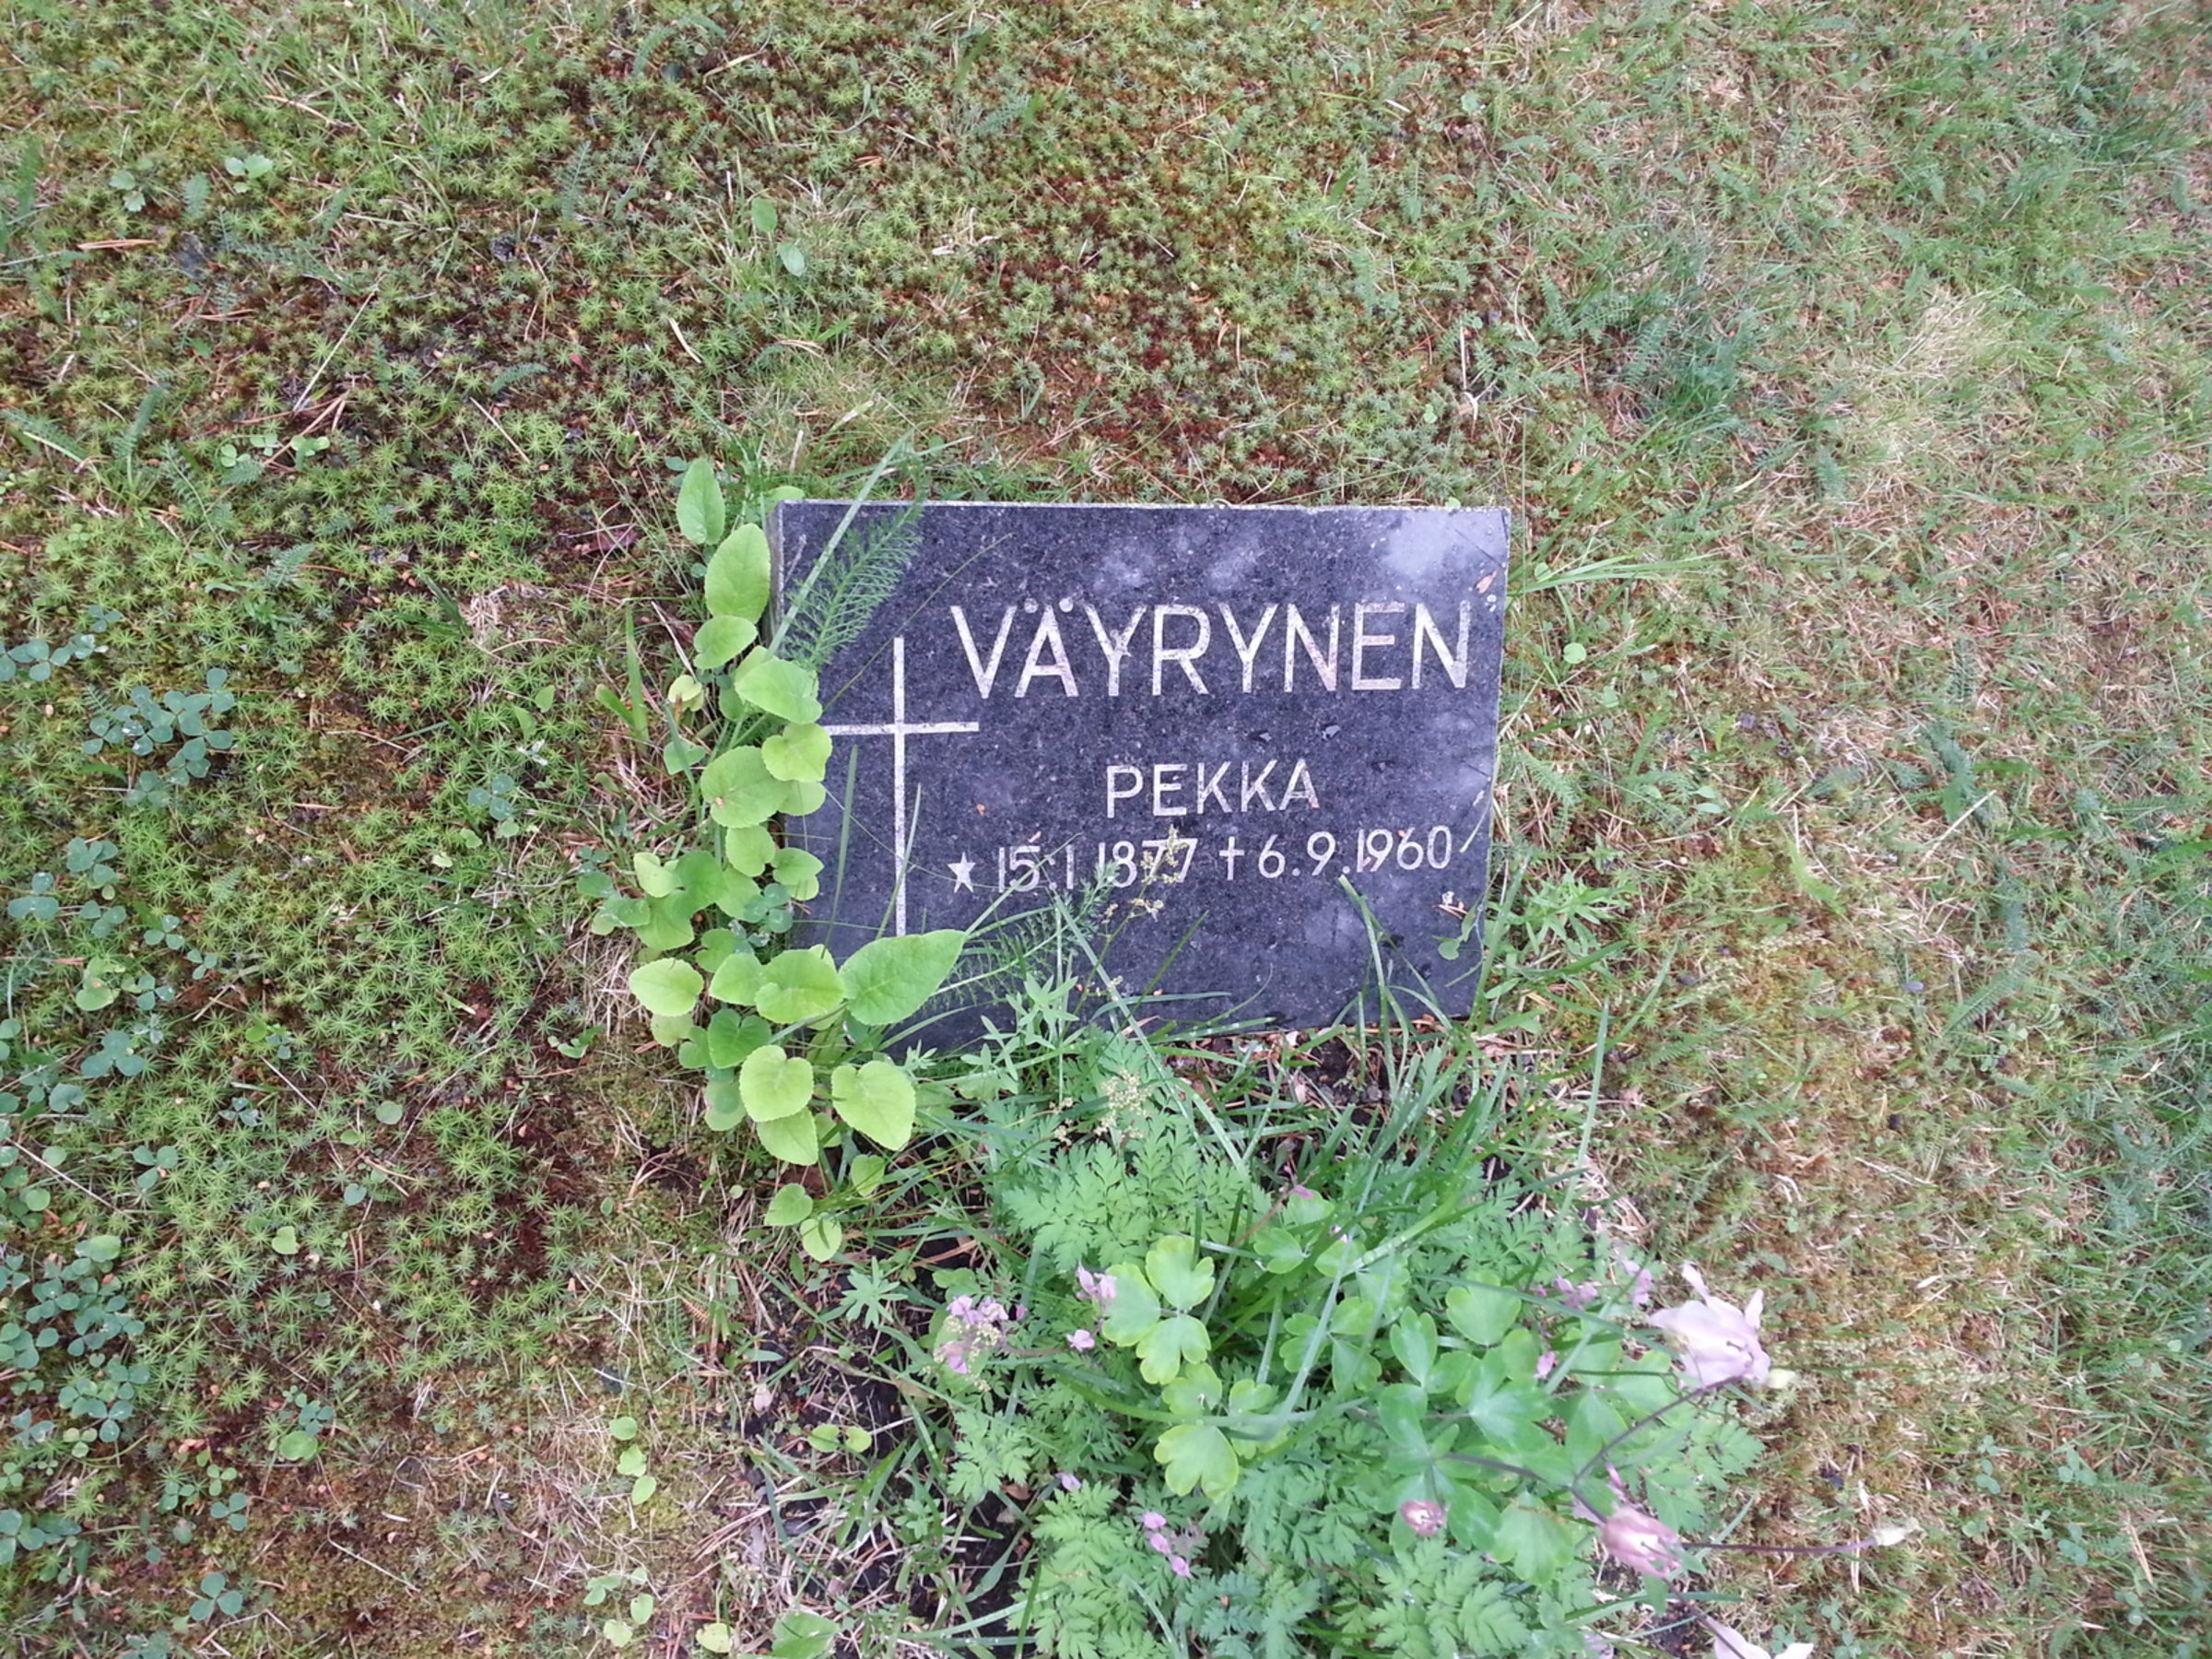 VÄYRYNEN
PEKKA
★ 15.1.1877 ✝ 6.9.1960